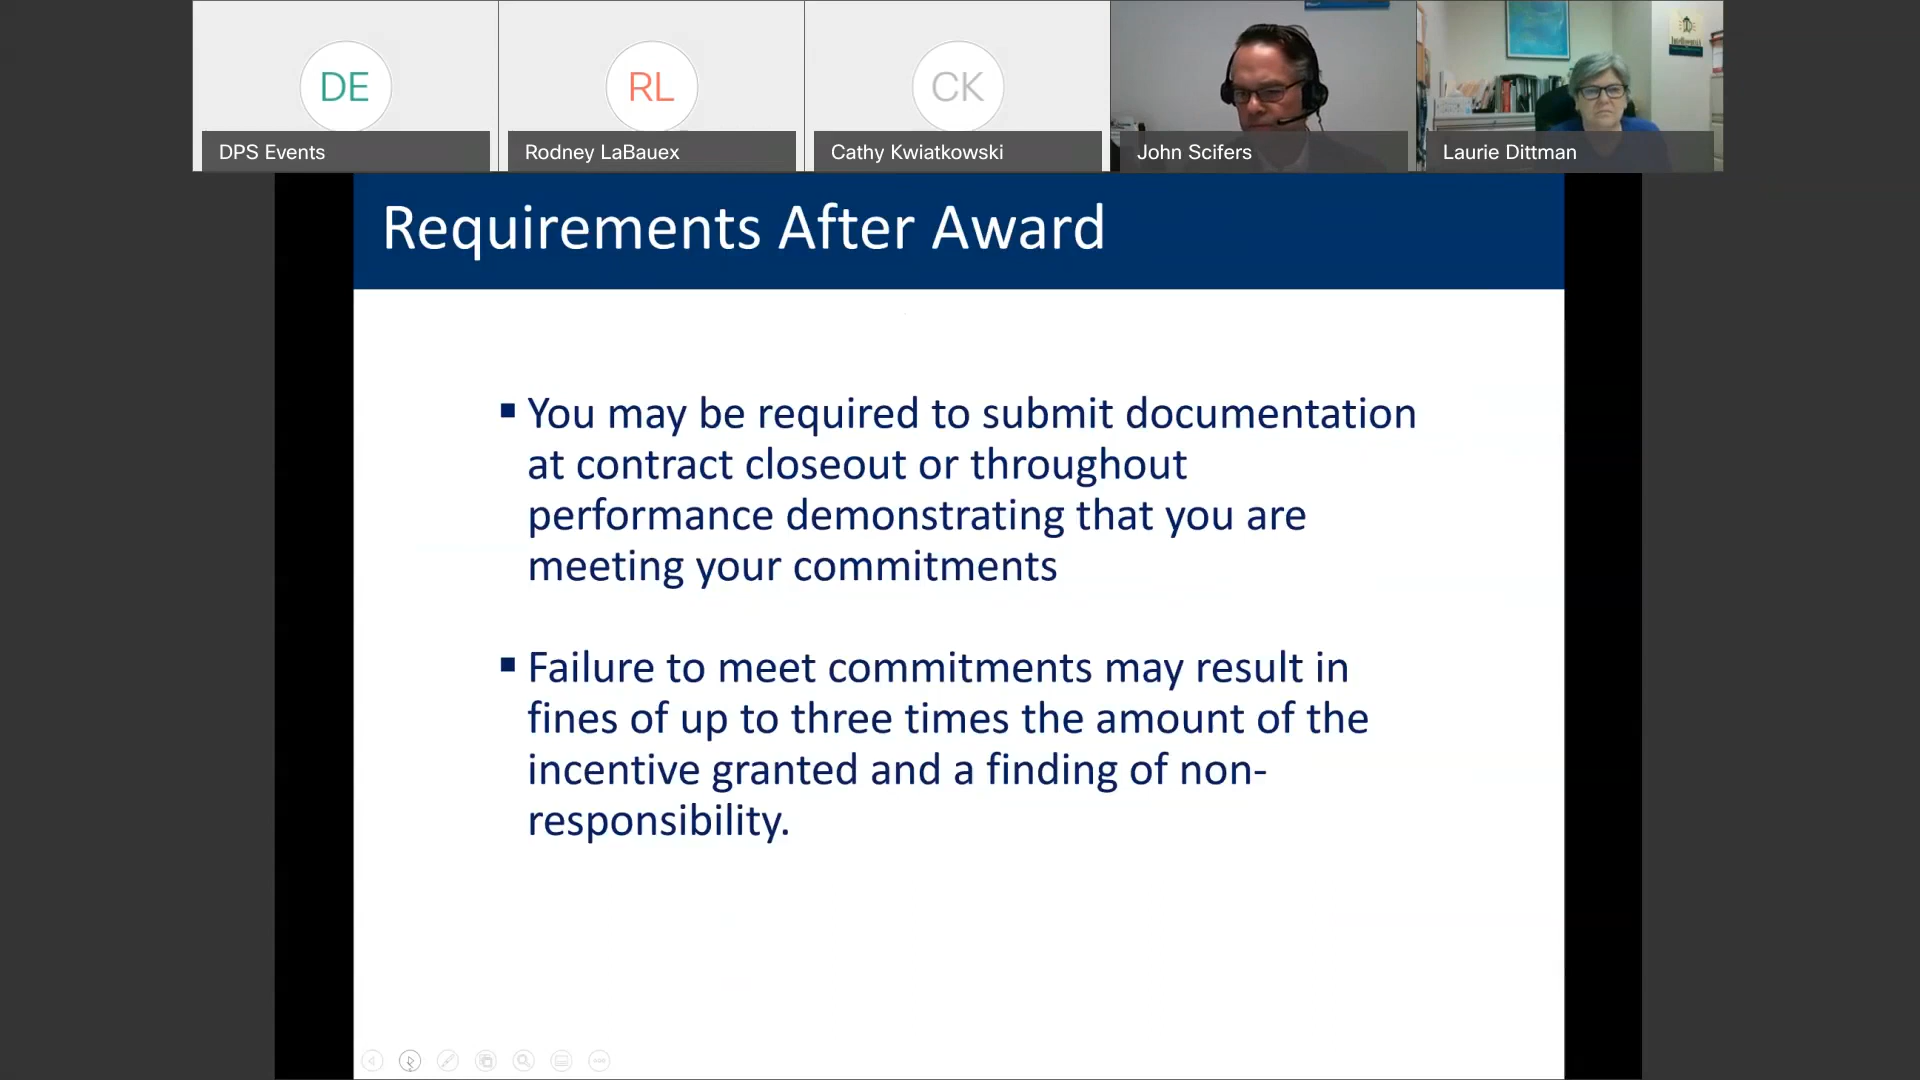 DE
RL
CK
DPS Events
Rodney LaBauex
Cathy Kwiatkowski
John Scifers
Laurie Dittman
Requirements After Award
▪ You may be required to submit documentation
at contract closeout or throughout
performance demonstrating that you are
meeting your commitments
▪ Failure to meet commitments may result in
fines of up to three times the amount of the
incentive granted and a finding of non-
responsibility.